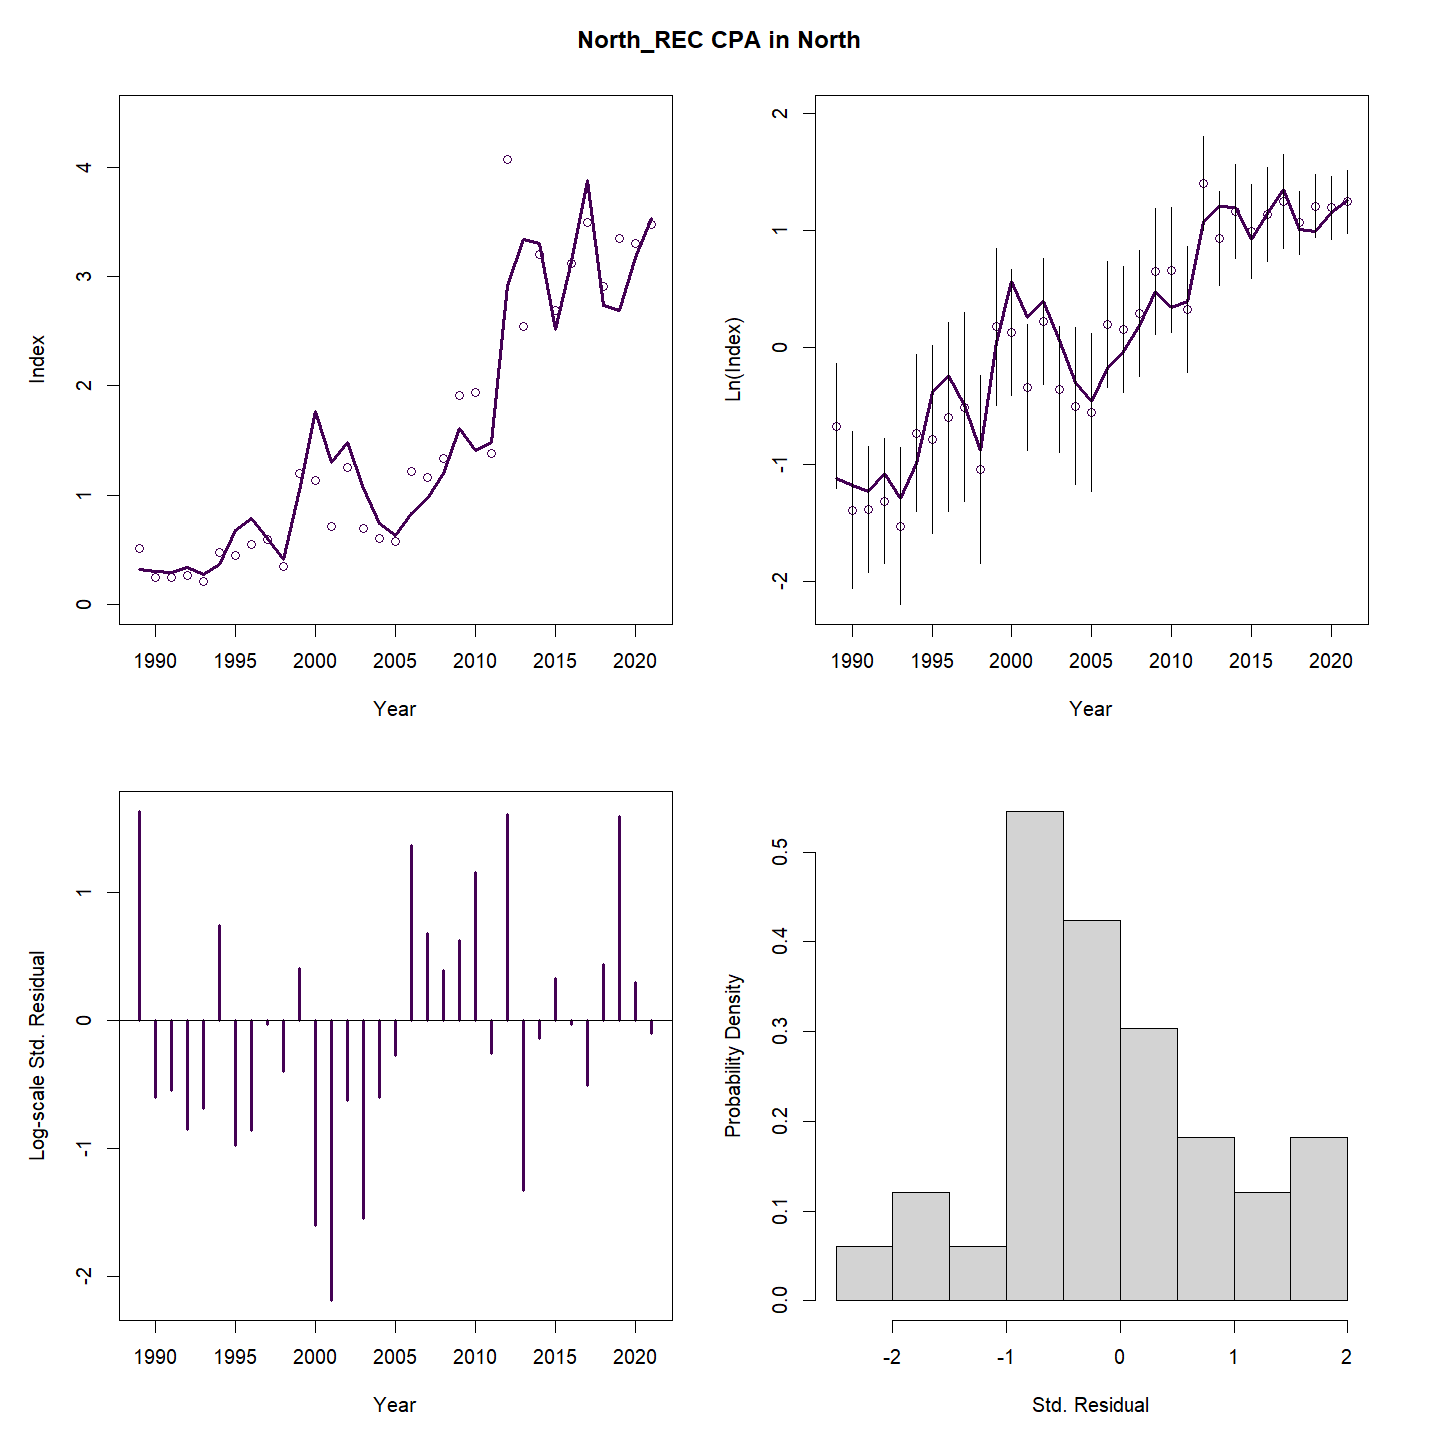 North_REC CPA in North
Index
4
3
2
1
0
1990 1995 2000 2005 2010 2015 2020
Year
Ln(Index)
2
1
0
-1
-2
1990 1995 2000 2005 2010 2015 2020
Year
Log-scale Std. Residual
1
0
-1
-2
1990 1995 2000 2005 2010 2015 2020
Year
Probability Density
0.5
0.4
0.3
0.2
0.1
0.0
-2 -1 0 1 2
Std. Residual